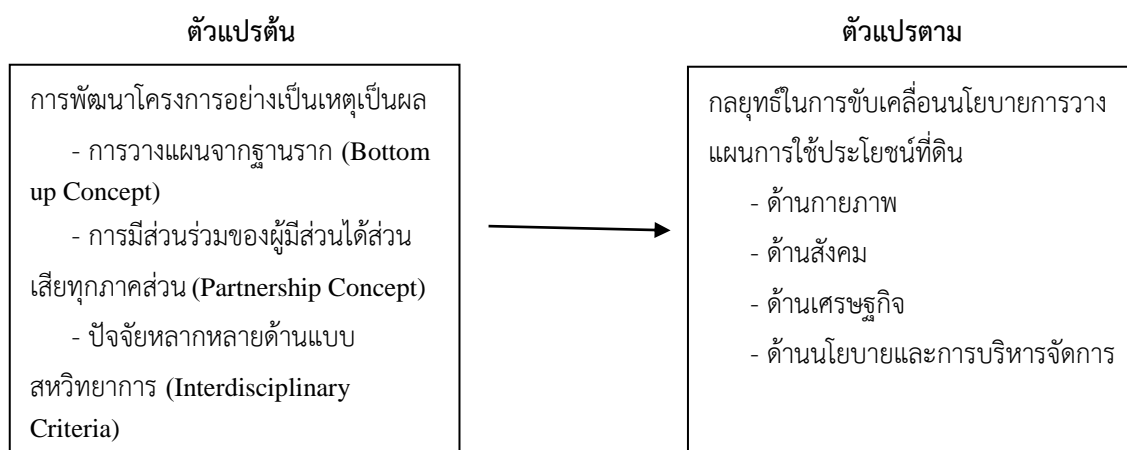 ตัวแปรต้น
การพัฒนาโครงการอย่างเป็นเหตุเป็นผล
- การวางแผนจากฐานราก (Bottom
up Concept)
- การมีส่วนร่วมของผู้มีส่วนได้ส่วน
เสียทุกภาคส่วน (Partnership Concept)
- ปัจจัยหลากหลายด้านแบบ
สหวิทยาการ (Interdisciplinary
Criteria)
ตัวแปรตาม
กลยุทธ์ในการขับเคลื่อนนโยบายการวาง
แผนการใช้ประโยชน์ที่ดิน
- ด้านกายภาพ
- ด้านสังคม
- ด้านเศรษฐกิจ
- ด้านนโยบายและการบริหารจัดการ